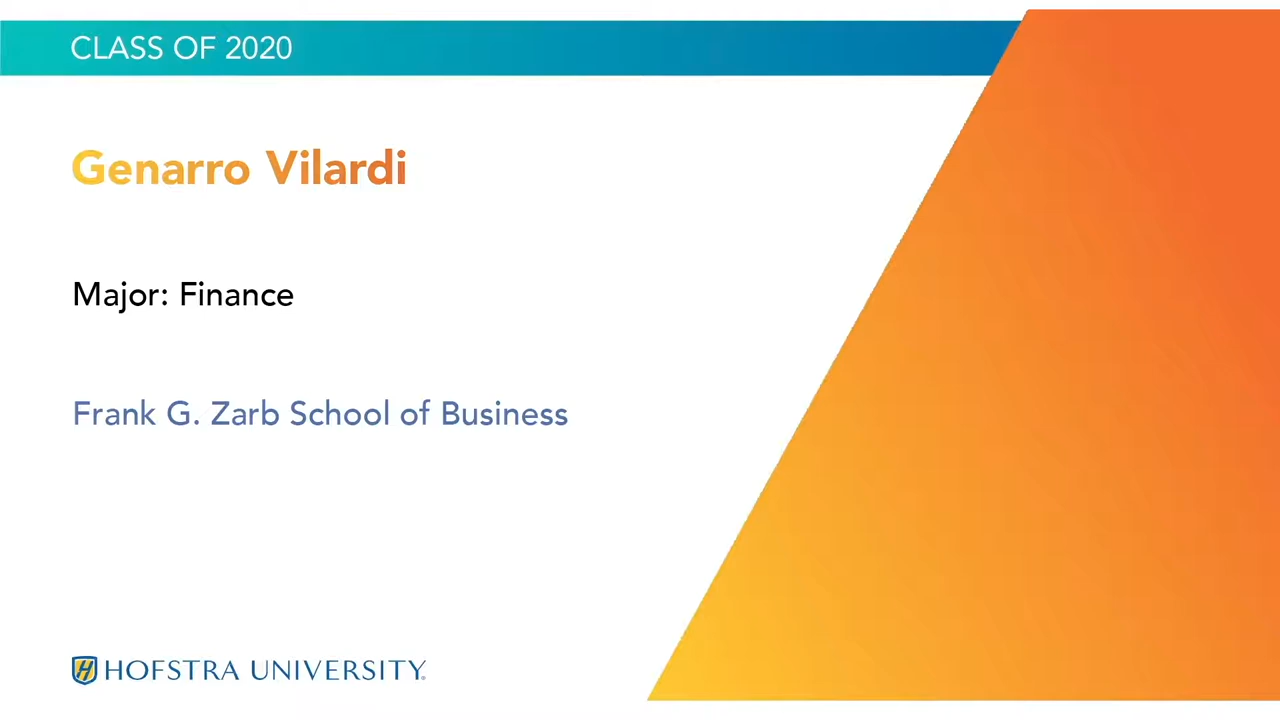 CLASS OF 2020
Genarro Vilardi
Major: Finance
Frank G. Zarb School of Business
HOFSTRA UNIVERSITY®